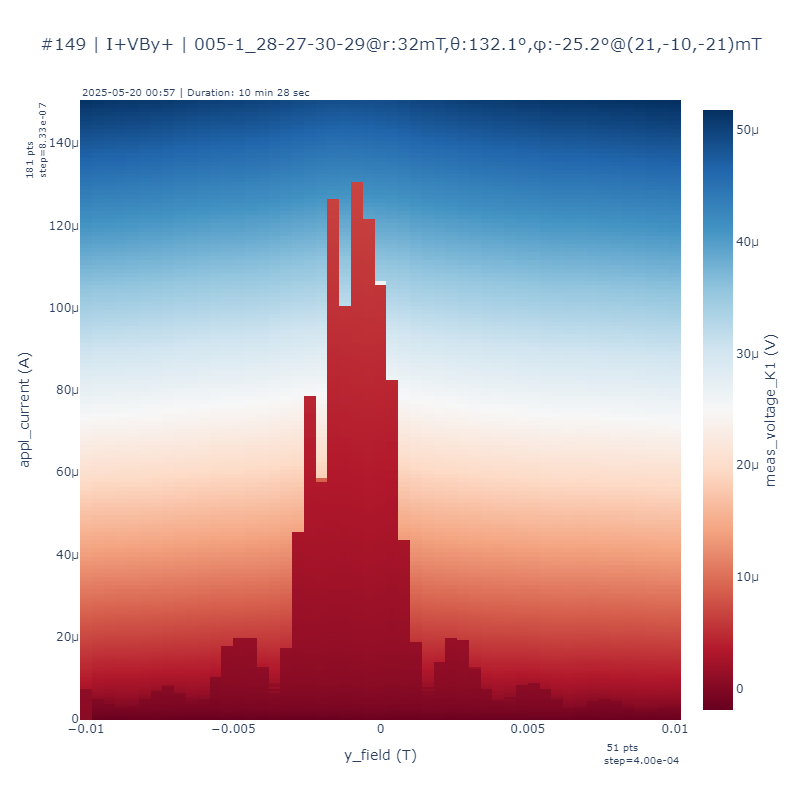 #149 | I+VBy+ | 005-1_28-27-30-29@r:32mT,θ:132.1º,φ:-25.2º@(21,-10,-21)mT
2025-05-20 00:57 | Duration: 10 min 28 sec
181 pts
step=8.33e-07
140μ
120μ
100μ
80μ
60μ
40μ
20μ
0
appl_current (A)
−0.01
−0.005
0
0.005
0.01
y_field (T)
51 pts
step=4.00e-04
50μ
40μ
30μ
20μ
10μ
0
meas_voltage_K1 (V)